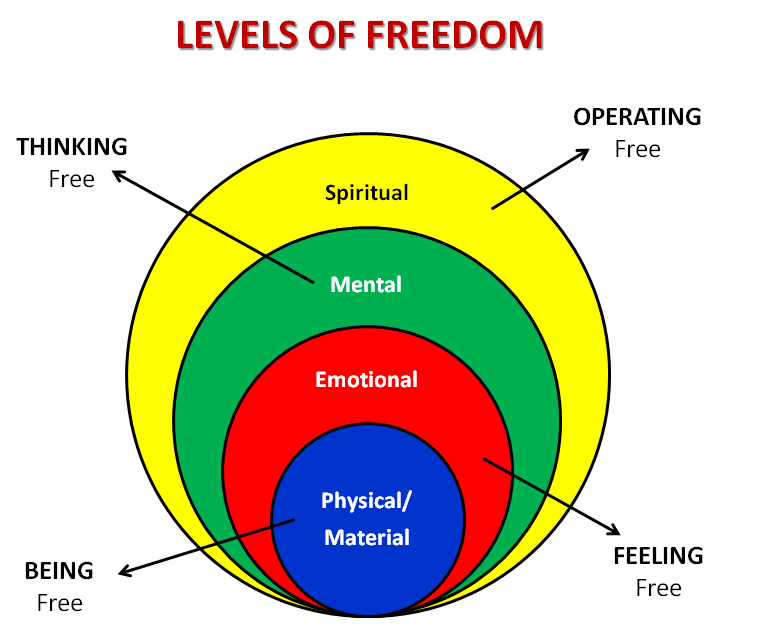 LEVELS OF FREEDOM
OPERATING
Free
THINKING
Free
Spiritual
Mental
Emotional
Physical/
Material
FEELING
Free
BEING
Free